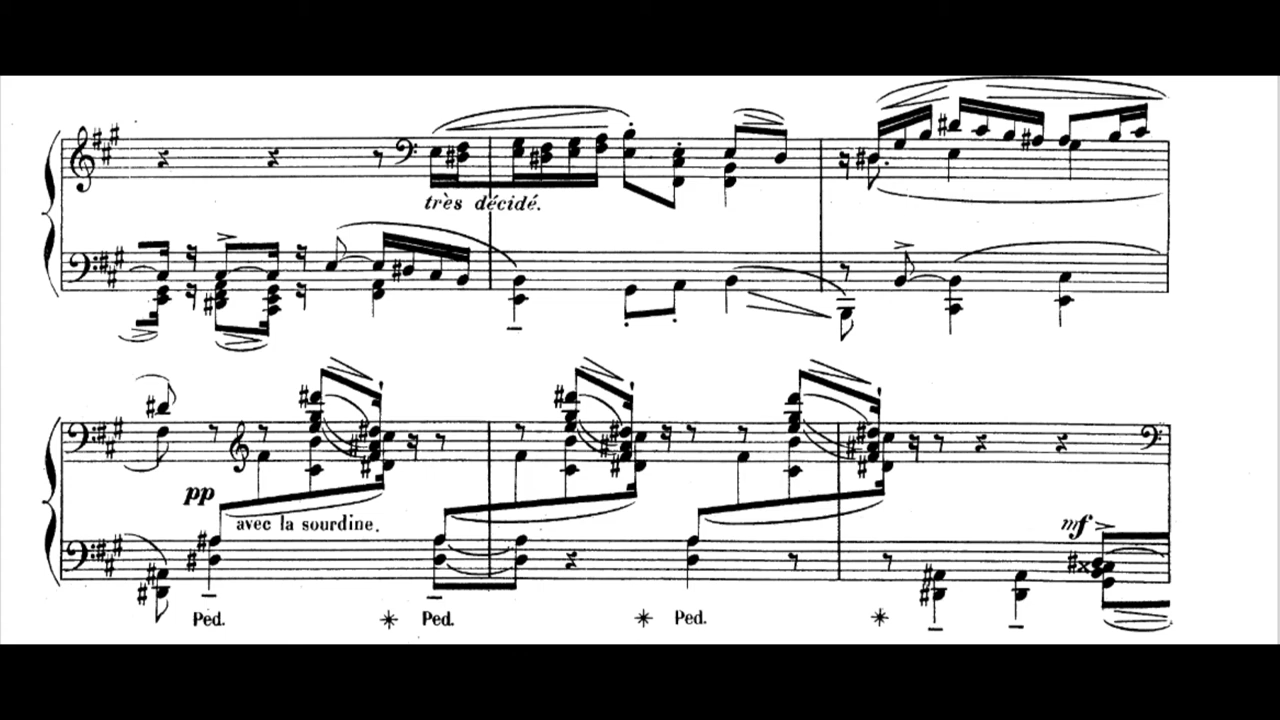 très décidé.
pp
avec la sourdine.
mf
Ped. Ped. Ped.